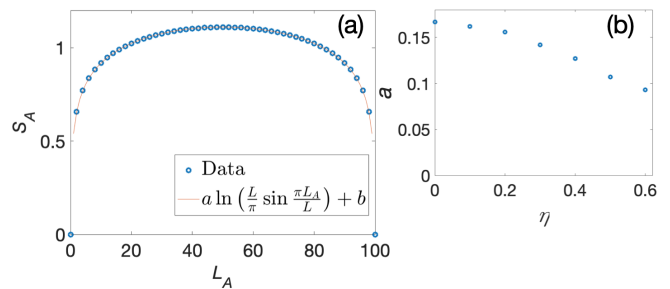 (a)
1
0.5
0
S_A
Data
a ln (L/π sin πL_A/L) + b
0 20 40 60 80 100
L_A
(b)
0.15
0.1
0.05
0
a
0 0.2 0.4 0.6
η